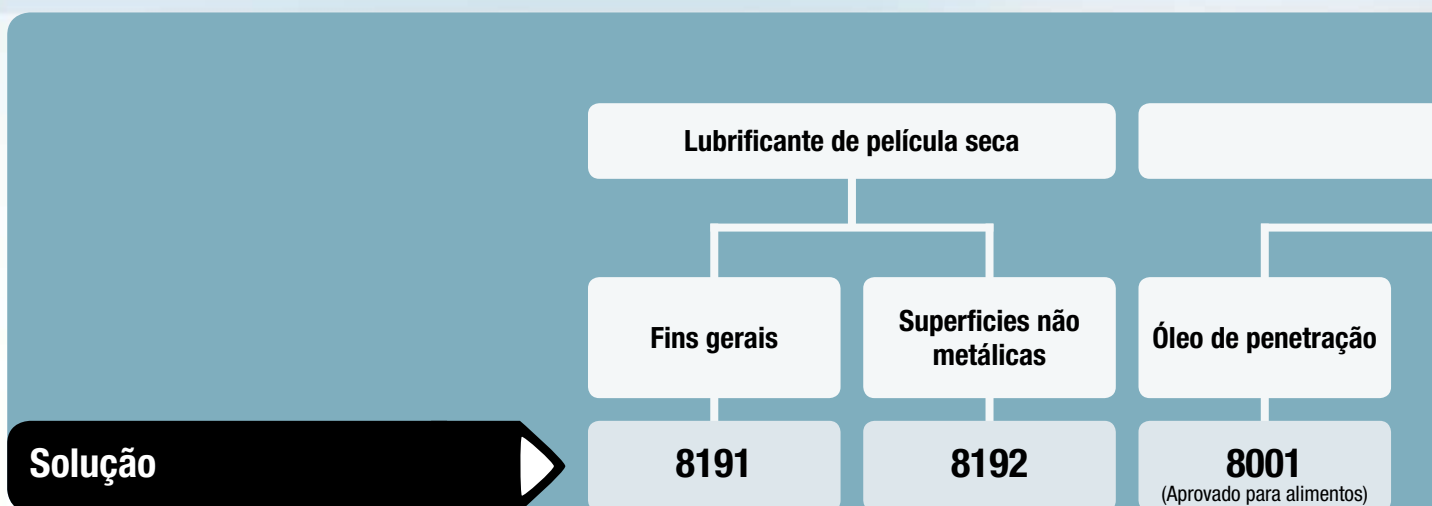 Lubrificante de película seca
Fins gerais
Superficies não
metálicas
Óleo de penetração
Solução
8191
8192
8001
(Aprovado para alimentos)